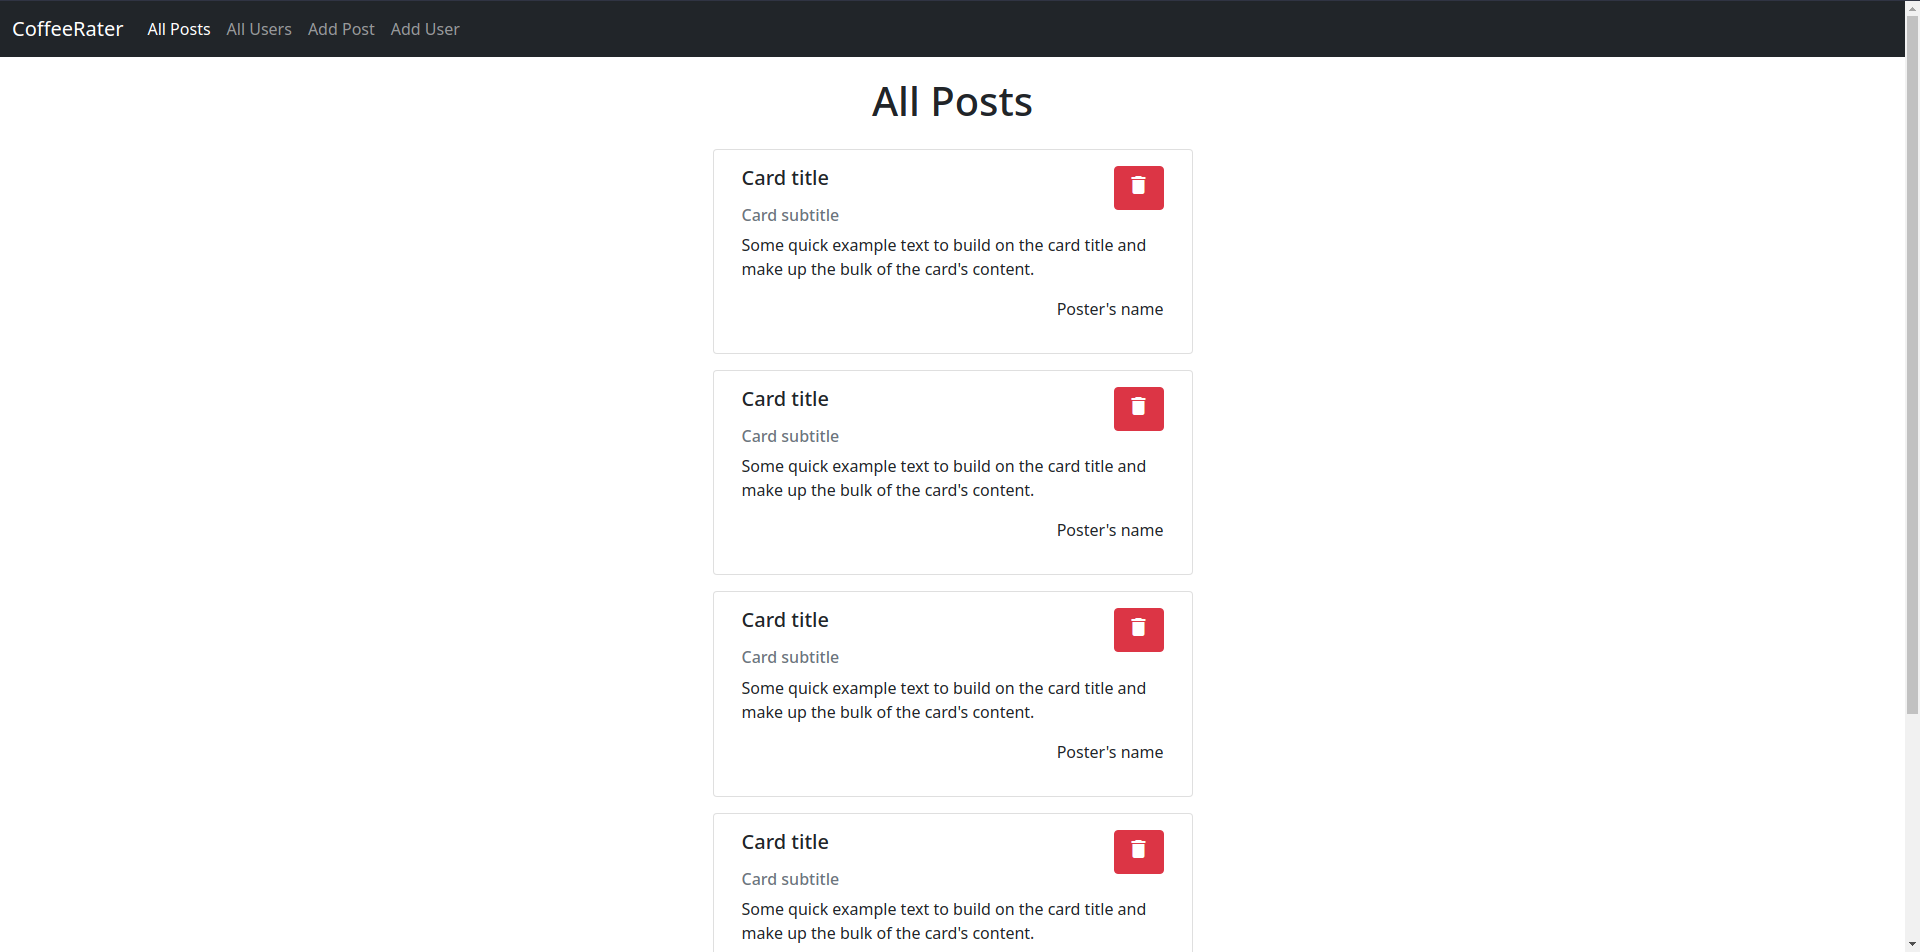 CoffeeRater All Posts All Users Add Post Add User
All Posts
Card title
Card subtitle
Some quick example text to build on the card title and
make up the bulk of the card's content.
Poster's name
Card title
Card subtitle
Some quick example text to build on the card title and
make up the bulk of the card's content.
Poster's name
Card title
Card subtitle
Some quick example text to build on the card title and
make up the bulk of the card's content.
Poster's name
Card title
Card subtitle
Some quick example text to build on the card title and
make up the bulk of the card's content.